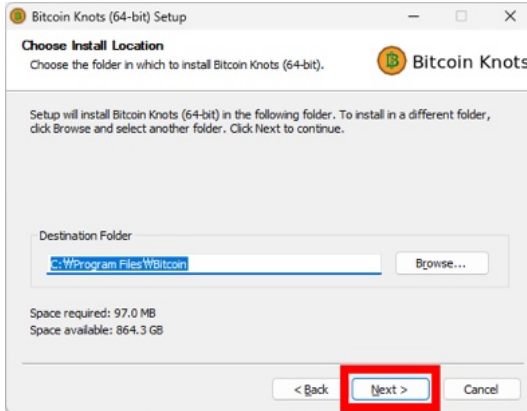 Bitcoin Knots (64-bit) Setup
Choose Install Location
Choose the folder in which to install Bitcoin Knots (64-bit).
Bitcoin Knots
Setup will install Bitcoin Knots (64-bit) in the following folder. To install in a different folder,
click Browse and select another folder. Click Next to continue.
Destination Folder
C:₩Program Files₩Bitcoin
Browse...
Space required: 97.0 MB
Space available: 864.3 GB
< Back
Next >
Cancel